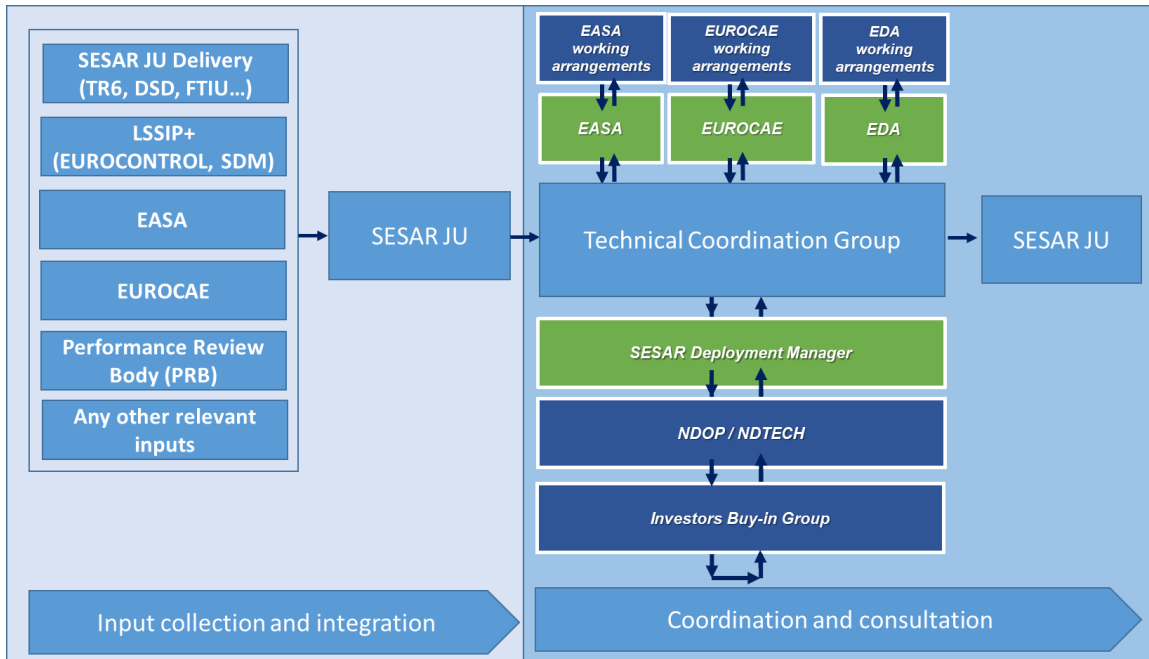 SESAR JU Delivery
(TR6, DSD, FTIU...)
LSSIP+
(EUROCONTROL, SDM)
EASA
EUROCAE
Performance Review
Body (PRB)
Any other relevant
inputs
SESAR JU
EASA
working
arrangements
EUROCAE
working
arrangements
EDA
working
arrangements
EASA
EUROCAE
EDA
Technical Coordination Group
SESAR JU
SESAR Deployment Manager
NDOP / NDTECH
Investors Buy-in Group
Input collection and integration
Coordination and consultation